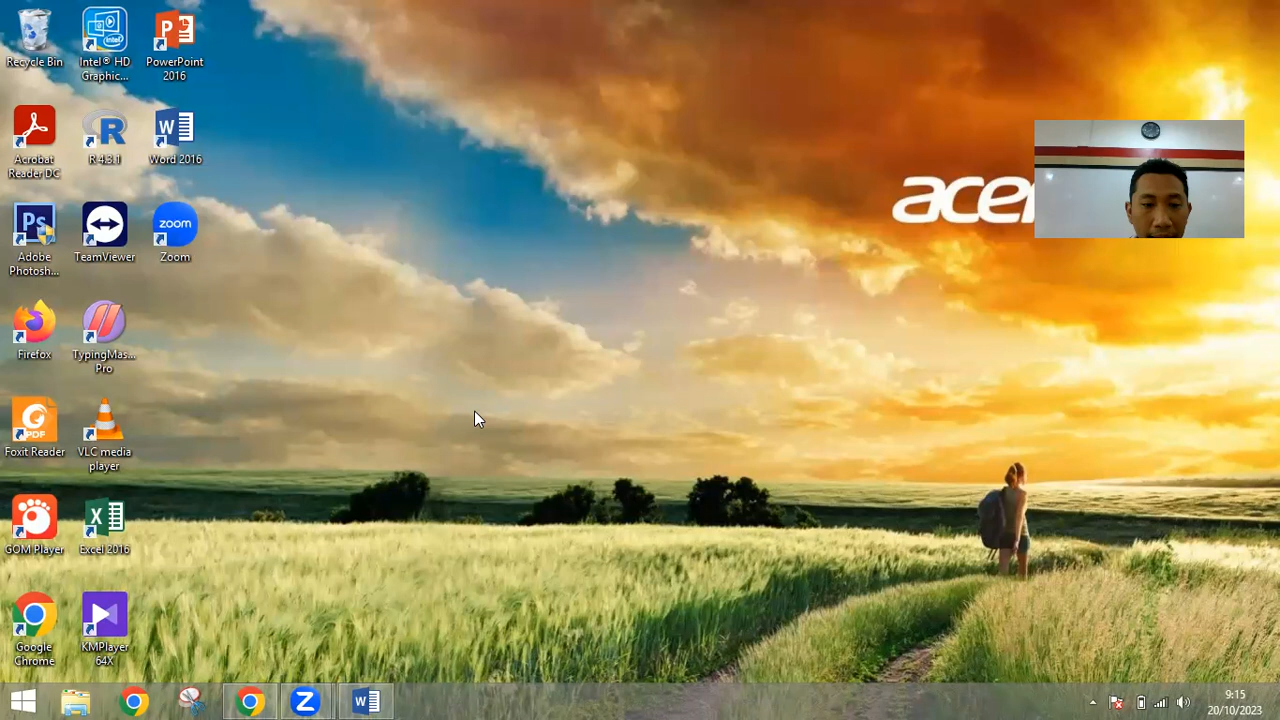 Recycle Bin
Intel® HD
Graphic...
PowerPoint
2016
Acrobat
Reader DC
R 4.3.1
Word 2016
Adobe
Photosh...
TeamViewer
zoom
Zoom
Firefox
TypingMas...
Pro
PDF
Foxit Reader
VLC media
player
GOM Player
Excel 2016
Google
Chrome
KMPlayer
64X
acer
9:15
20/10/2023